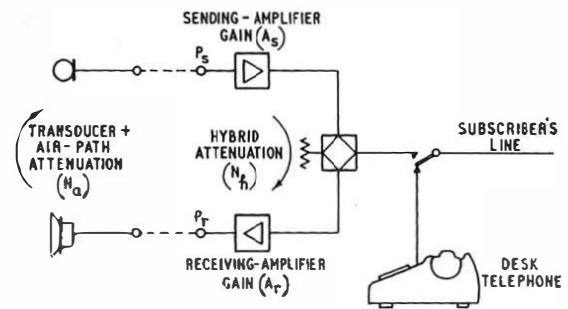 SENDING-AMPLIFIER
GAIN (As)
Ps
TRANSDUCER +
AIR-PATH
ATTENUATION
(Na)
HYBRID
ATTENUATION
(Nh)
SUBSCRIBER'S
LINE
Pr
RECEIVING-AMPLIFIER
GAIN (Ar)
DESK
TELEPHONE